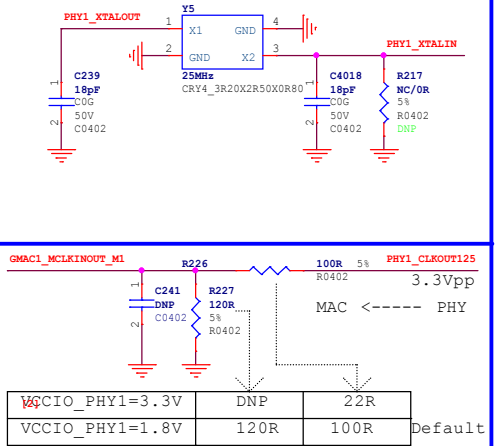 Y5
PHY1_XTALOUT
1 X1 GND 4
2 GND X2 3
PHY1_XTALIN
25MHz
CRY4_3R20X2R50X0R80
C239
18pF
C0G
50V
C0402
1
2
C4018
18pF
C0G
50V
C0402
1
2
R217
NC/0R
5%
R0402
DNP
GMAC1_MCLKINOUT_M1
R226
100R 5%
R0402
PHY1_CLKOUT125
3.3Vpp
MAC <----- PHY
C241
DNP
C0402
1
2
R227
120R
5%
R0402
[2]
VCCIO_PHY1=3.3V DNP 22R
VCCIO_PHY1=1.8V 120R 100R Default